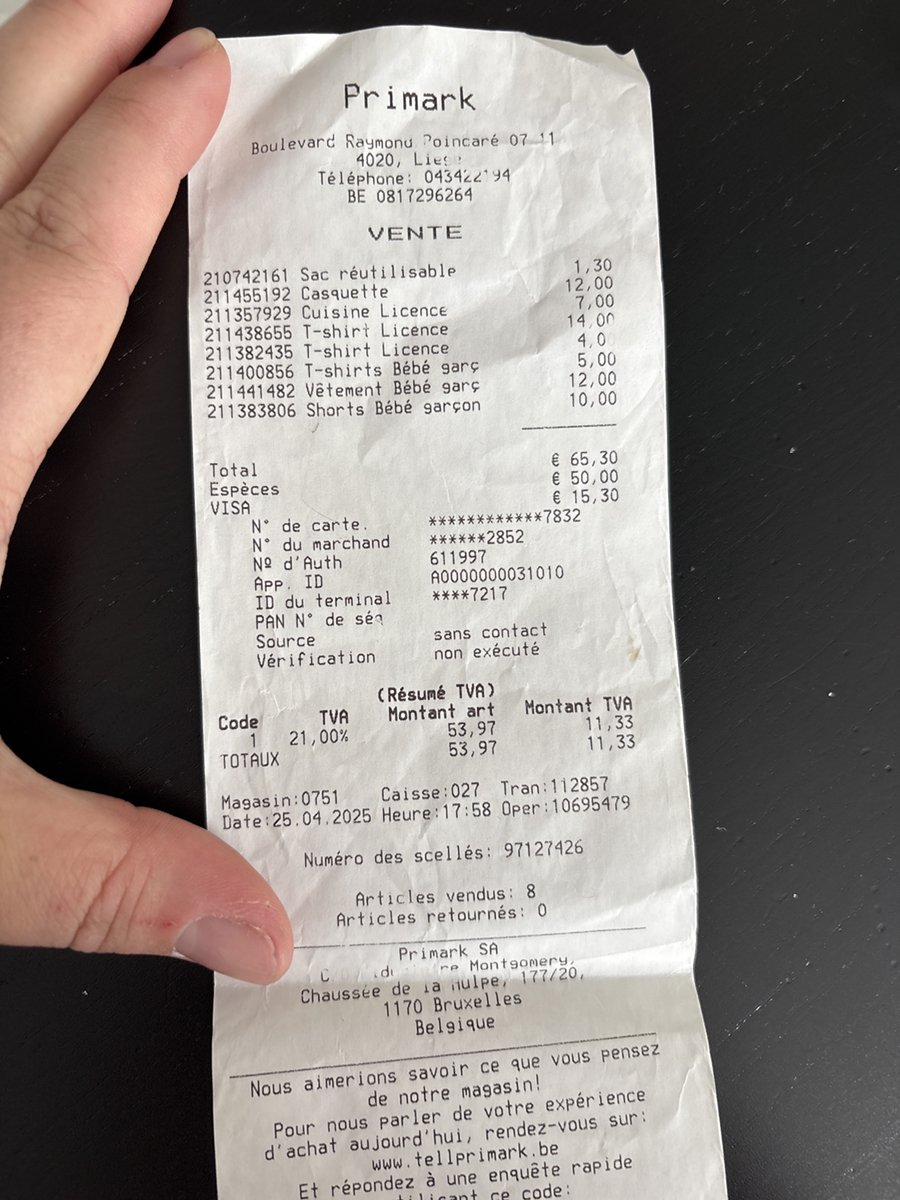 Primark
Boulevard Raymond Poincaré 07 11
4020,
Téléphone:
BE 0817296264
VENTE
210742161 Sac réutilisable 1,30
211455192 Casquette 12,00
211357929 Cuisine Licence 7,00
211438655 T-shirt Licence 14,00
211382435 T-shirt Licence 4,0
211400856 T-shirts Bébé garç 5,00
211441482 Vêtement Bébé garç 12,00
211383806 Shorts Bébé garçon 10,00
Total € 65,30
Espèces € 50,00
VISA € 15,30
N° de carte. ************7832
N° du marchand ******2852
Nº d'Auth 611997
App. ID A0000000031010
ID du terminal ****7217
PAN N° de séq
Source sans contact
Vérification non exécuté
(Résumé TVA)
Code TVA Montant art Montant TVA
1 21,00% 53,97 11,33
TOTAUX 53,97 11,33
Magasin:0751 Caisse:027 Tran:112857
Date:25.04.2025 Heure:17:58 Oper:10695479
Numéro des scellés: 97127426
Articles vendus: 8
Articles retournés: 0
Primark SA
Montgomery,
Chaussée de la Hulpe, 177/20,
1170 Bruxelles
Belgique
Nous aimerions savoir ce que vous pensez
de notre magasin!
Pour nous parler de votre expérience
d'achat aujourd'hui, rendez-vous sur:
www.tellprimark.be
Et répondez à une enquête rapide
ce code: